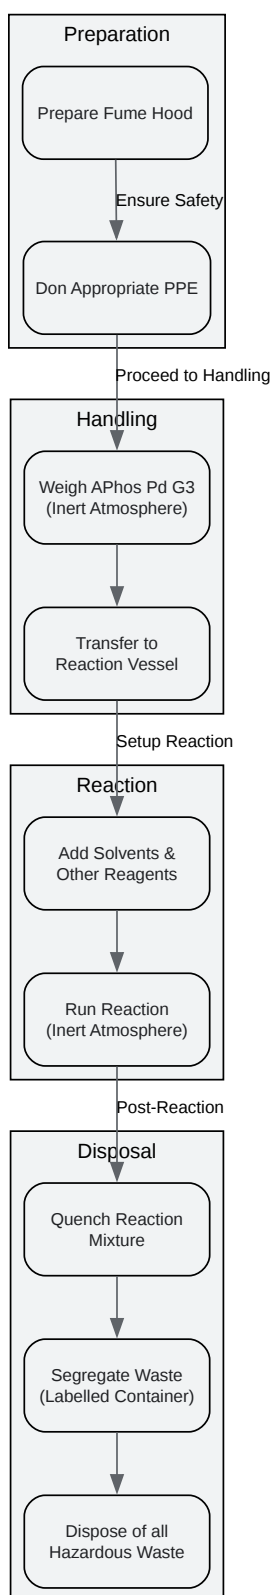 Preparation
Prepare Fume Hood
Ensure Safety
Don Appropriate PPE
Proceed to Handling
Handling
Weigh APhos Pd G3
(Inert Atmosphere)
Transfer to
Reaction Vessel
Setup Reaction
Reaction
Add Solvents &
Other Reagents
Run Reaction
(Inert Atmosphere)
Post-Reaction
Disposal
Quench Reaction
Mixture
Segregate Waste
(Labelled Container)
Dispose of all
Hazardous Waste